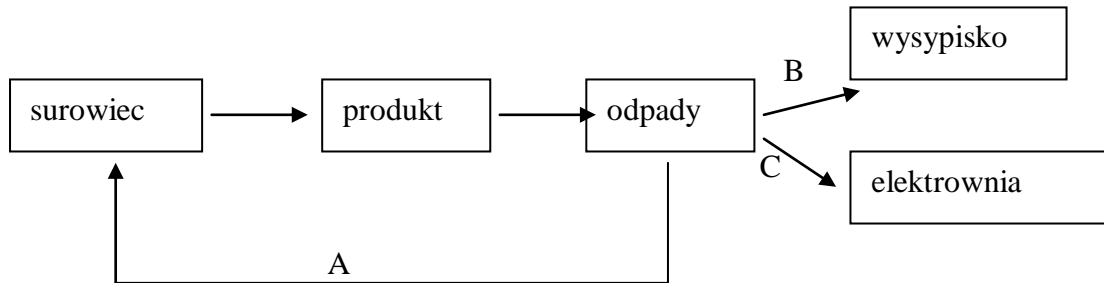 wysypisko
B
surowiec
produkt
odpady
C
elektrownia
A